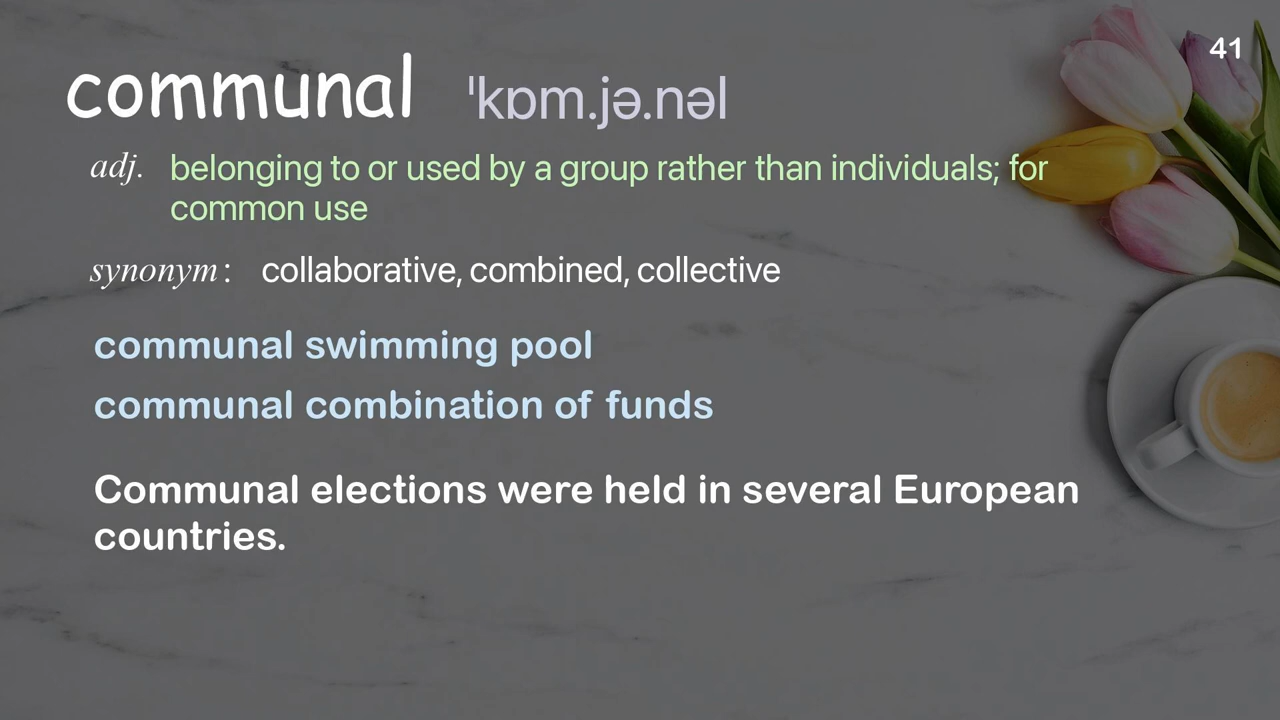 41
communal ˈkɒm.jə.nəl
adj. belonging to or used by a group rather than individuals; for
common use
synonym: collaborative, combined, collective
communal swimming pool
communal combination of funds
Communal elections were held in several European
countries.